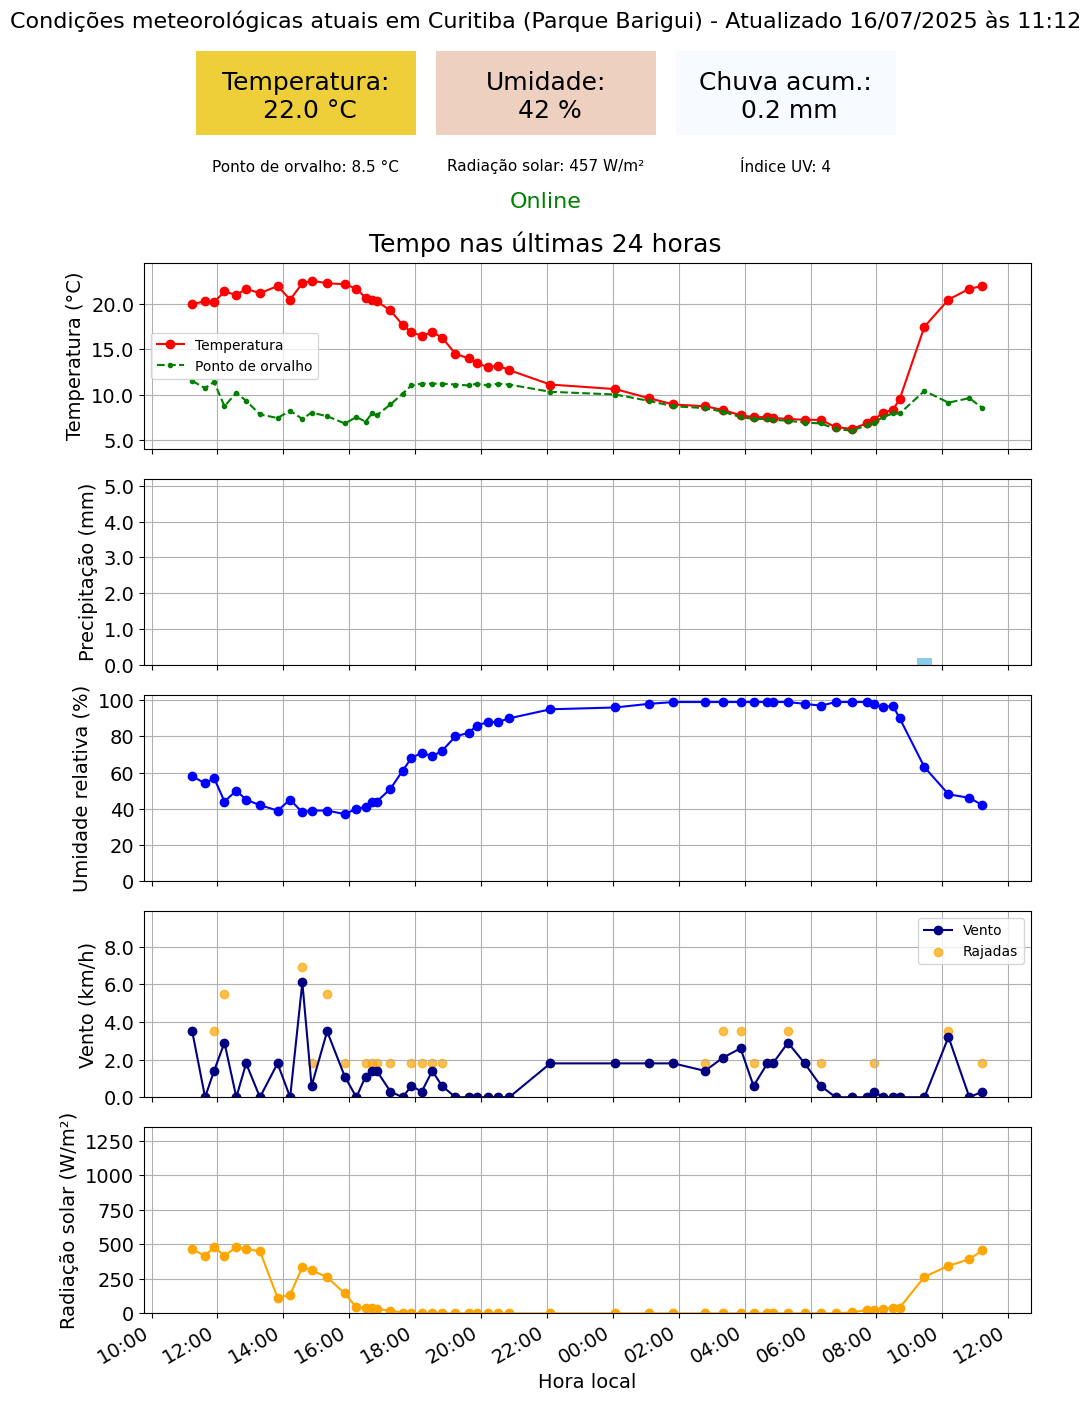 Condições meteorológicas atuais em Curitiba (Parque Barigui) - Atualizado 16/07/2025 às 11:12
Temperatura:
22.0 °C
Umidade:
42 %
Chuva acum.:
0.2 mm
Ponto de orvalho: 8.5 °C
Radiação solar: 457 W/m²
Índice UV: 4
Online
Tempo nas últimas 24 horas
Temperatura (°C)
20.0
15.0
10.0
5.0
Temperatura
Ponto de orvalho
Precipitação (mm)
5.0
4.0
3.0
2.0
1.0
0.0
Umidade relativa (%)
100
80
60
40
20
0
Vento (km/h)
8.0
6.0
4.0
2.0
0.0
Vento
Rajadas
Radiação solar (W/m²)
1250
1000
750
500
250
0
10:00
12:00
14:00
16:00
18:00
20:00
22:00
00:00
02:00
04:00
06:00
08:00
10:00
12:00
Hora local